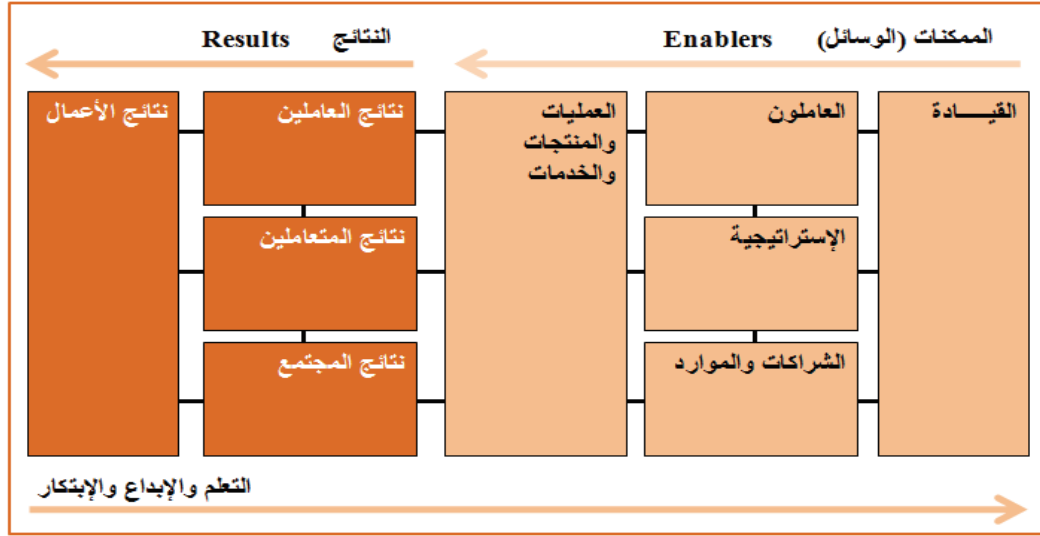 الممكنات (الوسائل) Enablers
النتائج Results
القيـــــادة
العاملون
الإستراتيجية
الشراكات والموارد
العمليات
والمنتجات
والخدمات
نتائج العاملين
نتائج المتعاملين
نتائج المجتمع
نتائج الأعمال
التعلم والإبداع والإبتكار